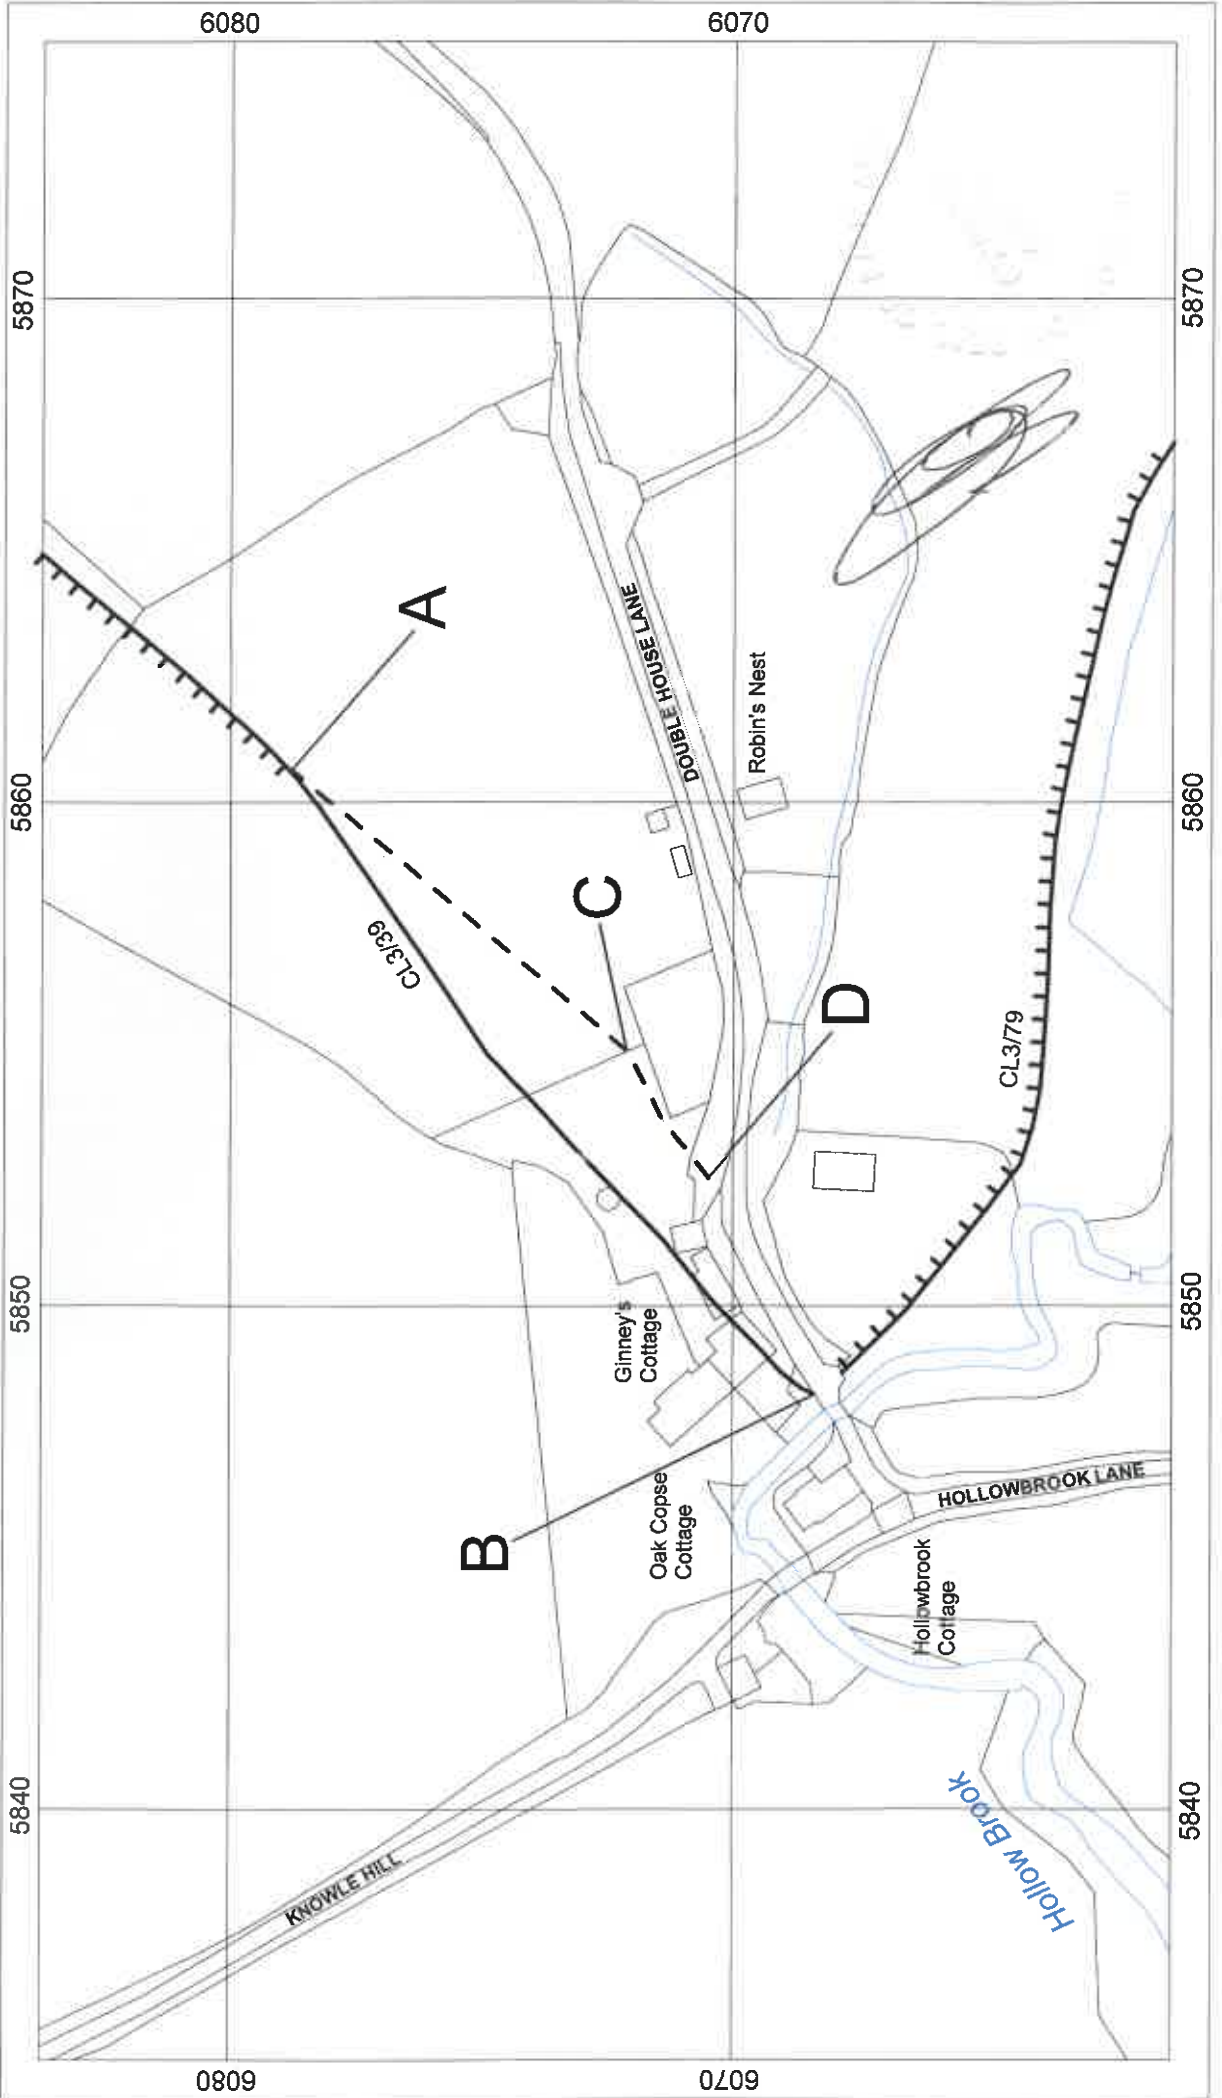 6080
6070
5870
5870
A
DOUBLE HOUSE LANE
Robin's Nest
5860
5860
CL3/39
C
D
CL3/79
5850
5850
Ginney's
Cottage
B
Oak Copse
Cottage
HOLLOWBROOK LANE
Hollowbrook
Cottage
5840
5840
KNOWLE HILL
Hollow Brook
6080
6070